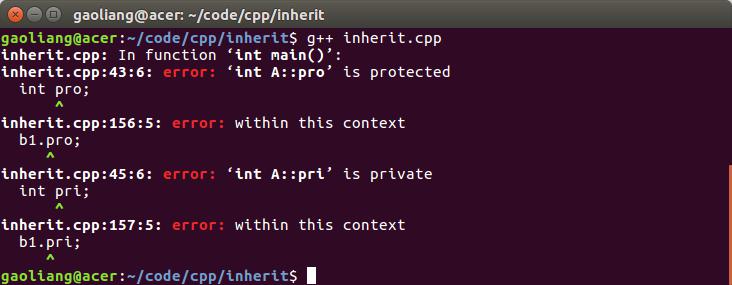 gaoliang@acer: ~/code/cpp/inherit
gaoliang@acer:~/code/cpp/inherit$ g++ inherit.cpp
inherit.cpp: In function ‘int main()’:
inherit.cpp:43:6: error: ‘int A::pro’ is protected
int pro;
^
inherit.cpp:156:5: error: within this context
b1.pro;
^
inherit.cpp:45:6: error: ‘int A::pri’ is private
int pri;
^
inherit.cpp:157:5: error: within this context
b1.pri;
^
gaoliang@acer:~/code/cpp/inherit$